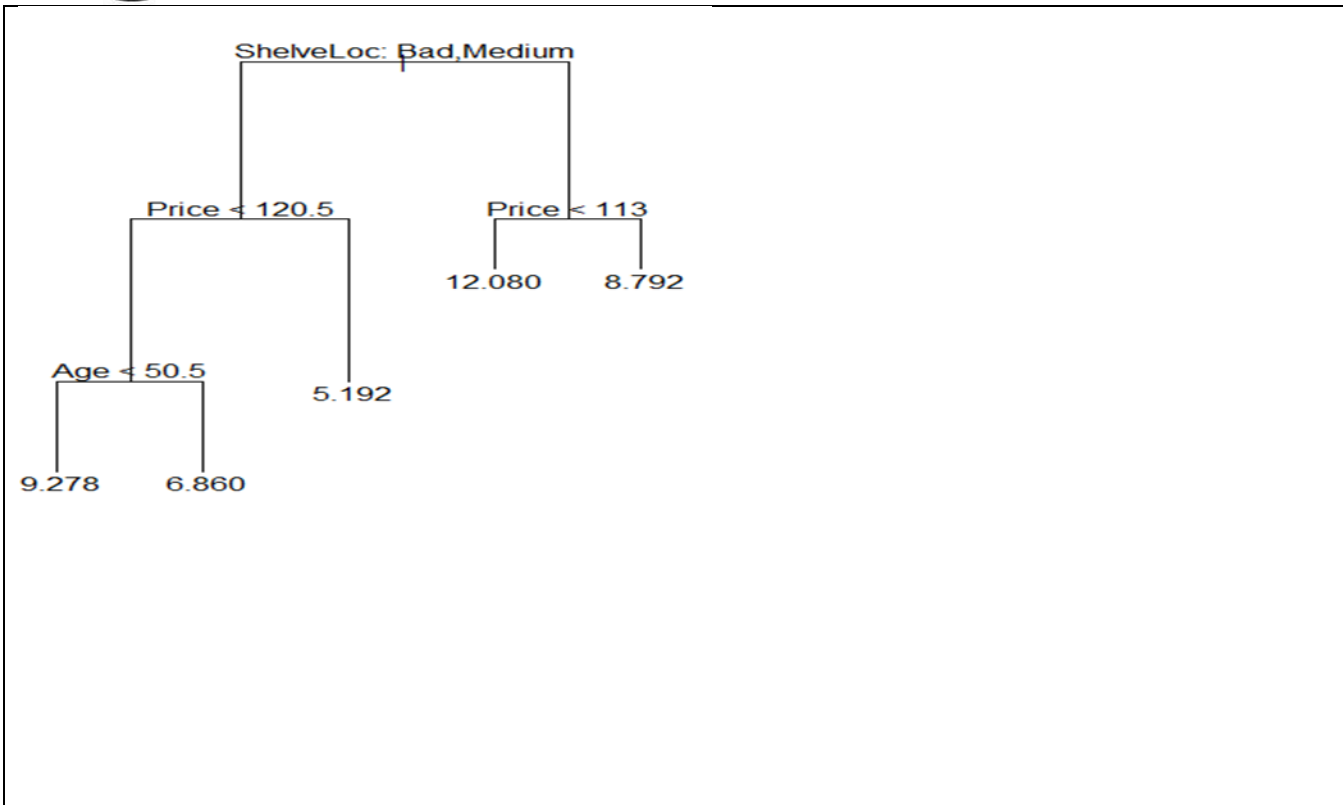 ShelveLoc: Bad,Medium
Price < 120.5
Price < 113
12.080
8.792
Age < 50.5
5.192
9.278
6.860